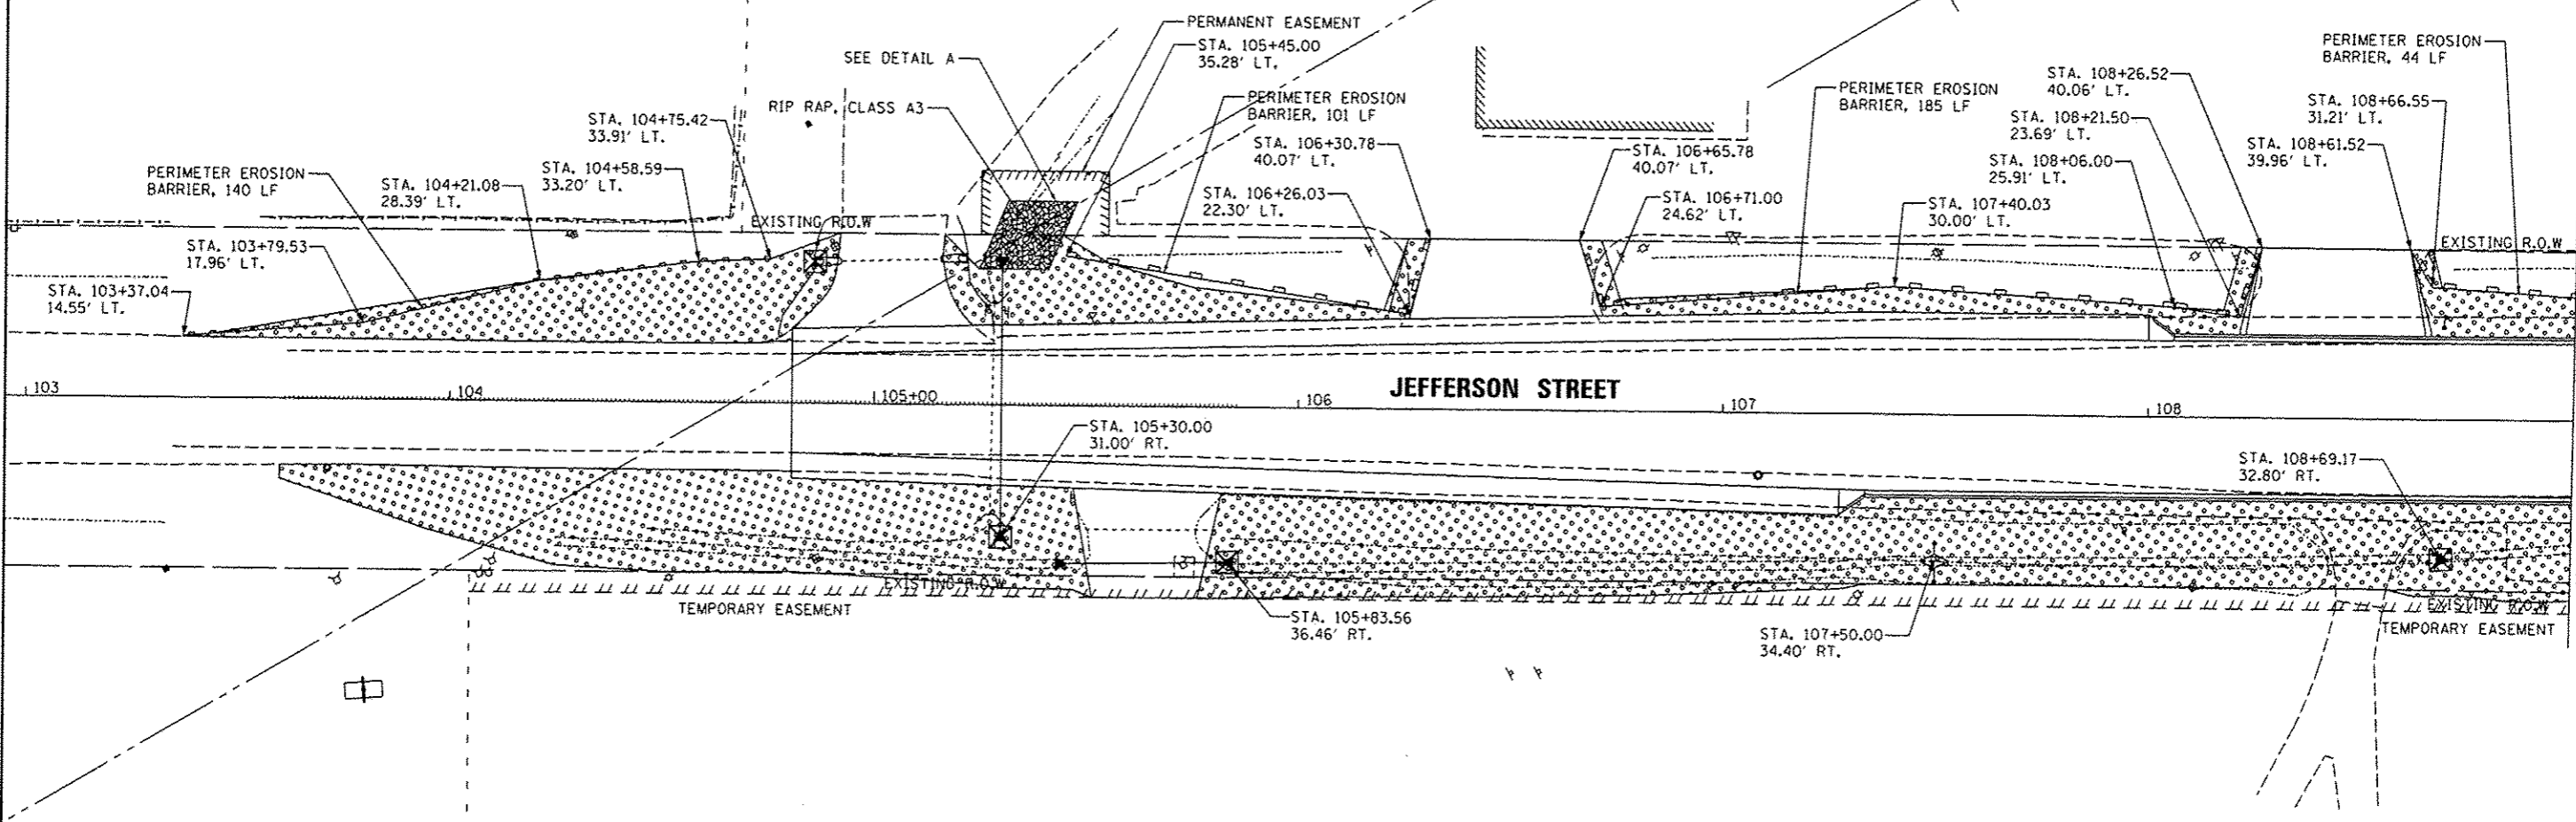 PERMANENT EASEMENT
STA. 105+45.00
35.28' LT.
SEE DETAIL A
RIP RAP, CLASS A3
STA. 104+75.42
33.91' LT.
STA. 104+58.59
33.20' LT.
PERIMETER EROSION
BARRIER, 140 LF
STA. 104+21.08
28.39' LT.
STA. 103+79.53
17.96' LT.
STA. 103+37.04
14.55' LT.
EXISTING R.O.W
PERIMETER EROSION
BARRIER, 101 LF
STA. 106+30.78
40.07' LT.
STA. 106+26.03
22.30' LT.
STA. 106+65.78
40.07' LT.
STA. 106+71.00
24.62' LT.
PERIMETER EROSION
BARRIER, 185 LF
STA. 107+40.03
30.00' LT.
STA. 108+26.52
40.06' LT.
STA. 108+21.50
23.69' LT.
STA. 108+06.00
25.91' LT.
PERIMETER EROSION
BARRIER, 44 LF
STA. 108+66.55
31.21' LT.
STA. 108+61.52
39.96' LT.
EXISTING R.O.W
103
104
105+00
106
107
108
JEFFERSON STREET
STA. 105+30.00
31.00' RT.
STA. 108+69.17
32.80' RT.
EXISTING R.O.W
TEMPORARY EASEMENT
STA. 105+83.56
36.46' RT.
STA. 107+50.00
34.40' RT.
EXISTING R.O.W
TEMPORARY EASEMENT